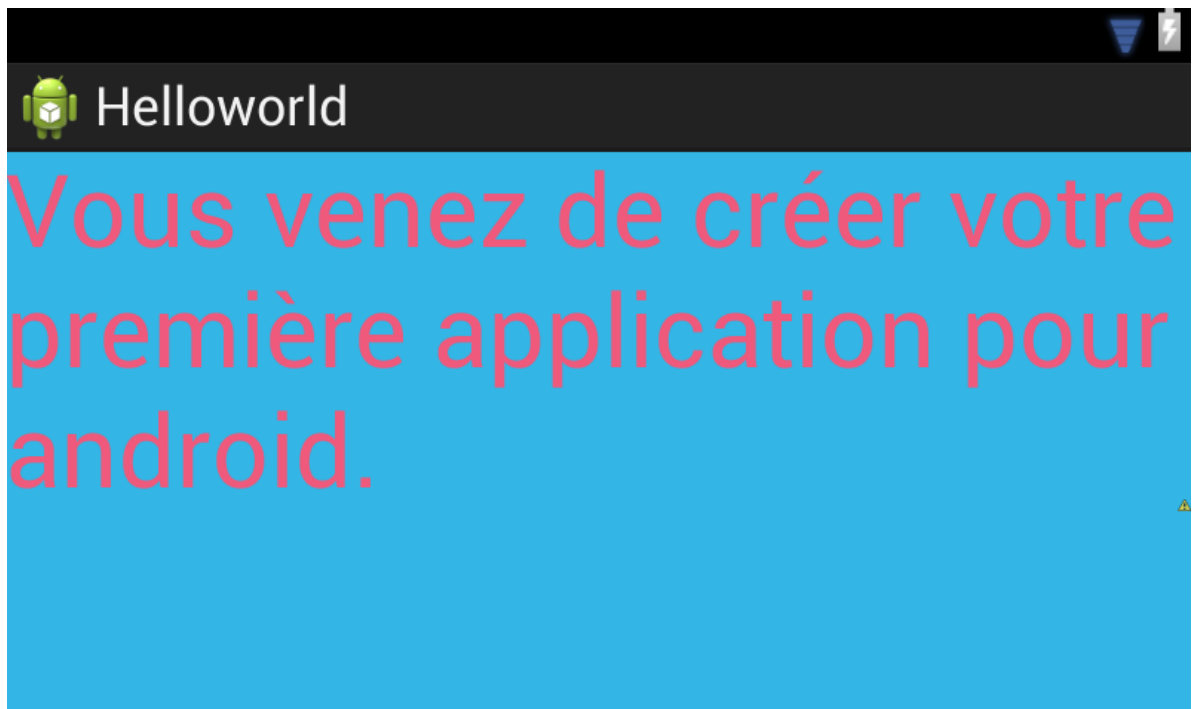 Helloworld
Vous venez de créer votre
première application pour
android.